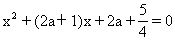 x² + (2a + 1)x + 2a + 5/4 = 0